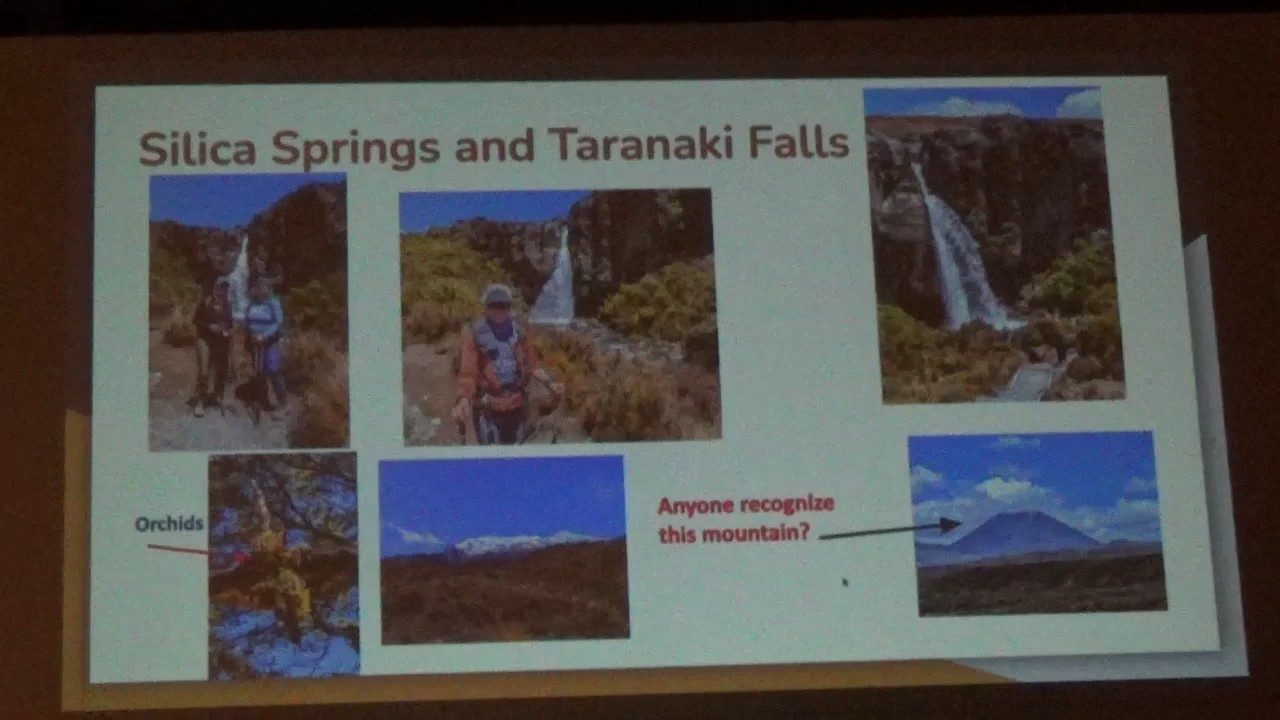 Silica Springs and Taranaki Falls
Orchids
Anyone recognize
this mountain?